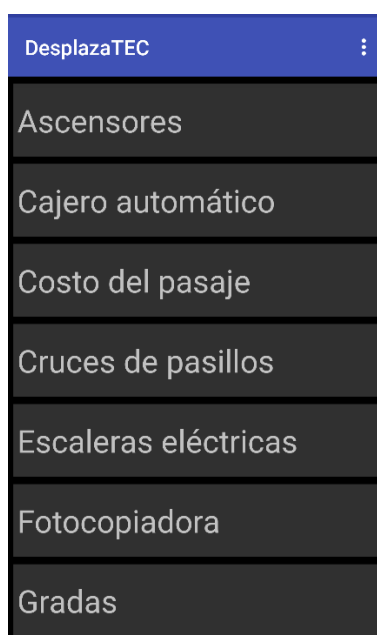 DesplazaTEC
Ascensores
Cajero automático
Costo del pasaje
Cruces de pasillos
Escaleras eléctricas
Fotocopiadora
Gradas